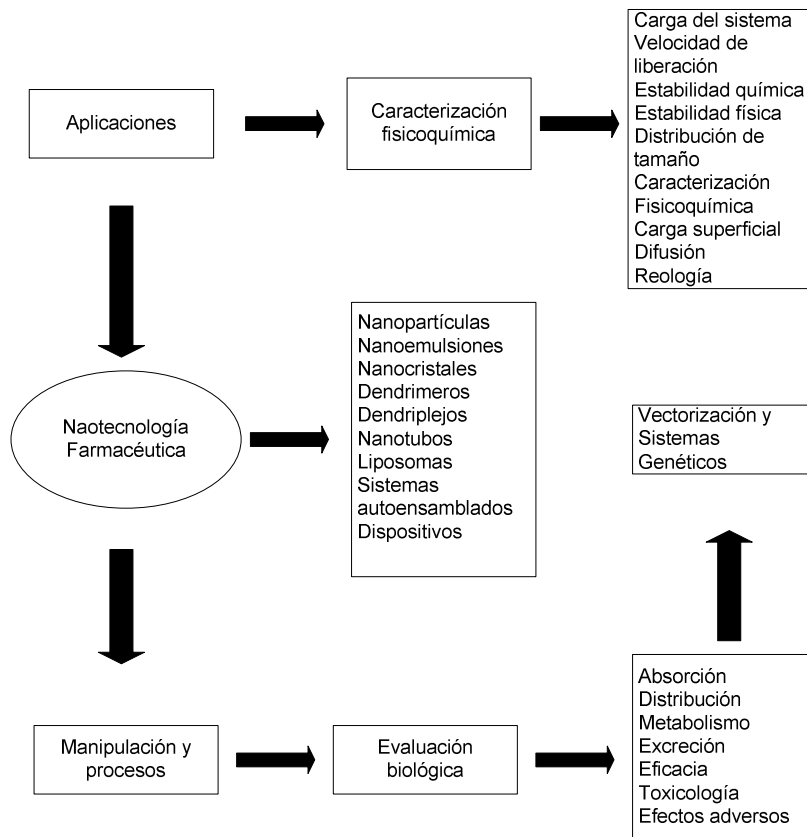 Aplicaciones
Caracterización
fisicoquímica
Carga del sistema
Velocidad de
liberación
Estabilidad química
Estabilidad física
Distribución de
tamaño
Caracterización
Fisicoquímica
Carga superficial
Difusión
Reología
Naotecnología
Farmacéutica
Nanopartículas
Nanoemulsiones
Nanocristales
Dendrimeros
Dendriplejos
Nanotubos
Liposomas
Sistemas
autoensamblados
Dispositivos
Vectorización y
Sistemas
Genéticos
Manipulación y
procesos
Evaluación
biológica
Absorción
Distribución
Metabolismo
Excreción
Eficacia
Toxicología
Efectos adversos